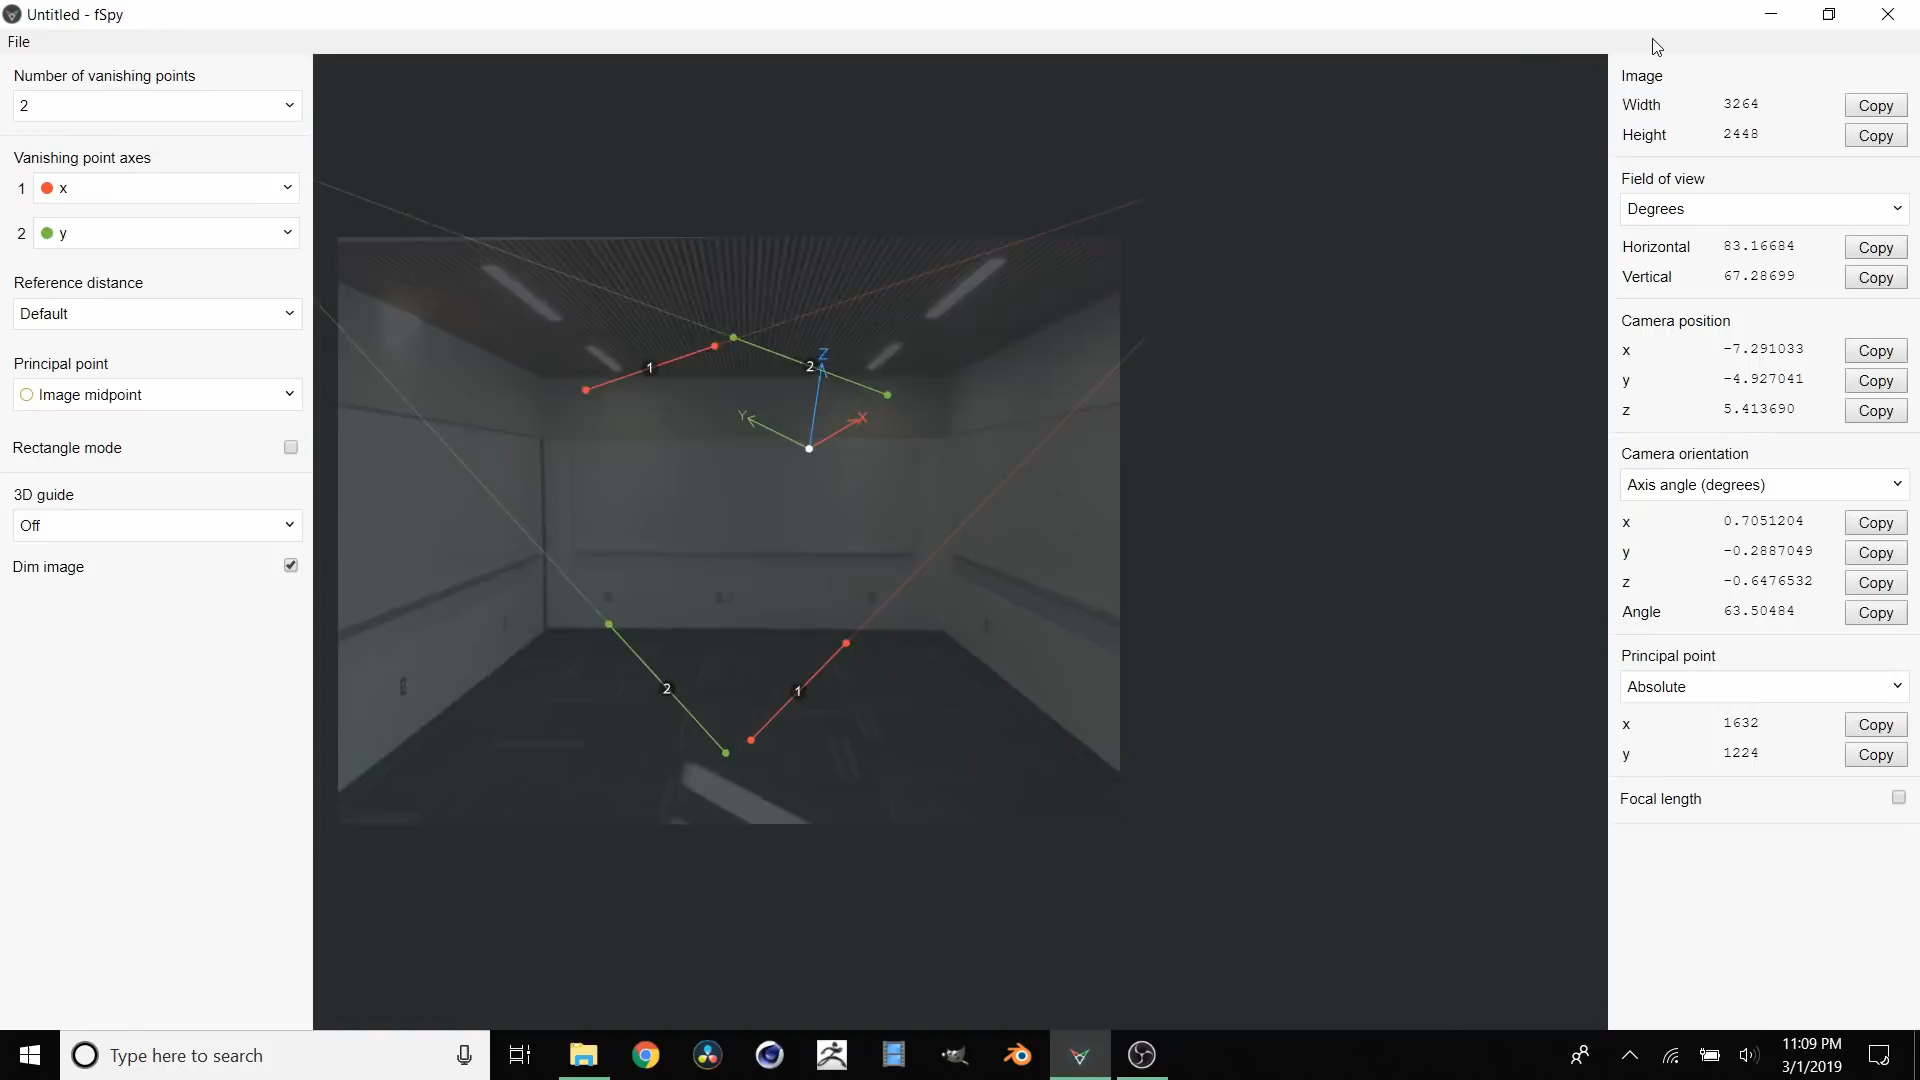 Untitled - fSpy
File
Number of vanishing points
2
Vanishing point axes
1 x
2 y
Reference distance
Default
Principal point
Image midpoint
Rectangle mode
3D guide
Off
Dim image
1
2
Z
Y
X
2
1
Image
Width 3264 Copy
Height 2448 Copy
Field of view
Degrees
Horizontal 83.16684 Copy
Vertical 67.28699 Copy
Camera position
x -7.291033 Copy
y -4.927041 Copy
z 5.413690 Copy
Camera orientation
Axis angle (degrees)
x 0.7051204 Copy
y -0.2887049 Copy
z -0.6476532 Copy
Angle 63.50484 Copy
Principal point
Absolute
x 1632 Copy
y 1224 Copy
Focal length
Type here to search
11:09 PM
3/1/2019